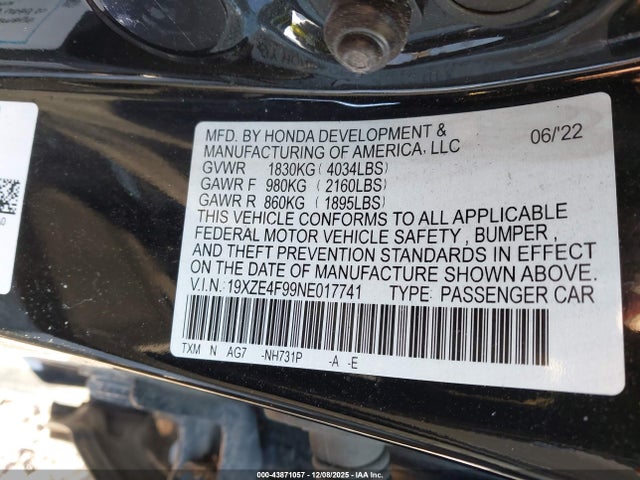 MFD. BY HONDA DEVELOPMENT & 06/'22
MANUFACTURING OF AMERICA, LLC
GVWR 1830KG (4034LBS)
GAWR F 980KG (2160LBS)
GAWR R 860KG (1895LBS)
THIS VEHICLE CONFORMS TO ALL APPLICABLE
FEDERAL MOTOR VEHICLE SAFETY, BUMPER,
AND THEFT PREVENTION STANDARDS IN EFFECT
ON THE DATE OF MANUFACTURE SHOWN ABOVE.
V.I.N.: 19XZE4F99NE017741 TYPE: PASSENGER CAR
TXM N AG7 -NH731P -A -E
000-43871057 12/08/2025 IAA Inc.